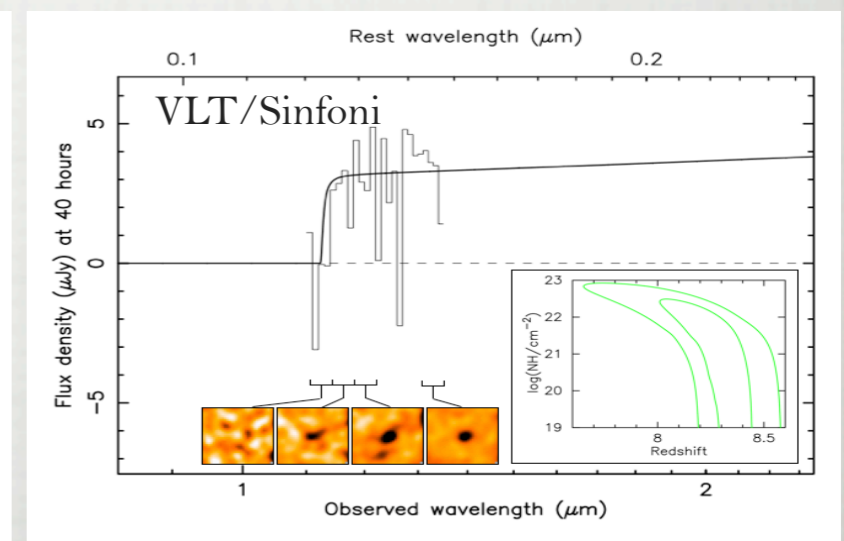 Rest wavelength (μm)
0.1 0.2
VLT/Sinfoni
Flux density (μJy) at 40 hours
5
0
−5
log(NH/cm⁻²)
23
22
21
20
19
8 8.5
Redshift
1 2
Observed wavelength (μm)